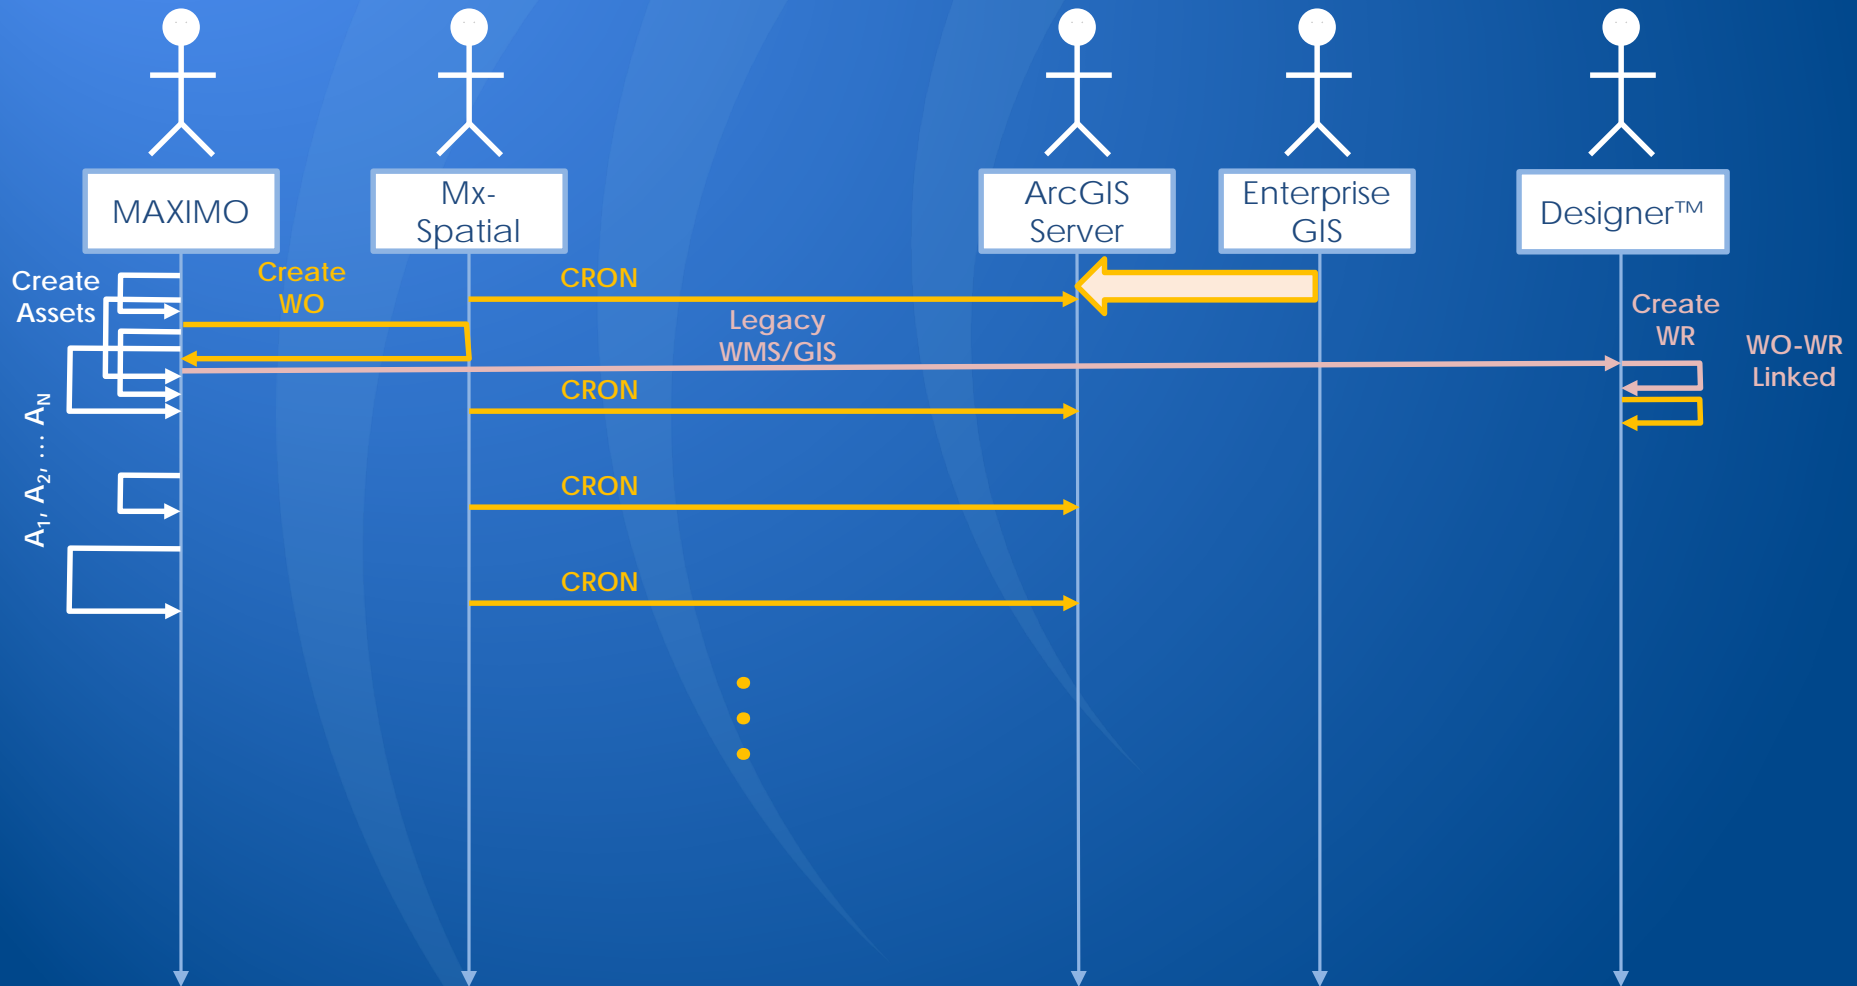 MAXIMO
Mx-
Spatial
ArcGIS
Server
Enterprise
GIS
Designer™
Create
Assets
Create
WO
CRON
Legacy
WMS/GIS
Create
WR
WO-WR
Linked
CRON
A₁, A₂, … A_N
CRON
CRON